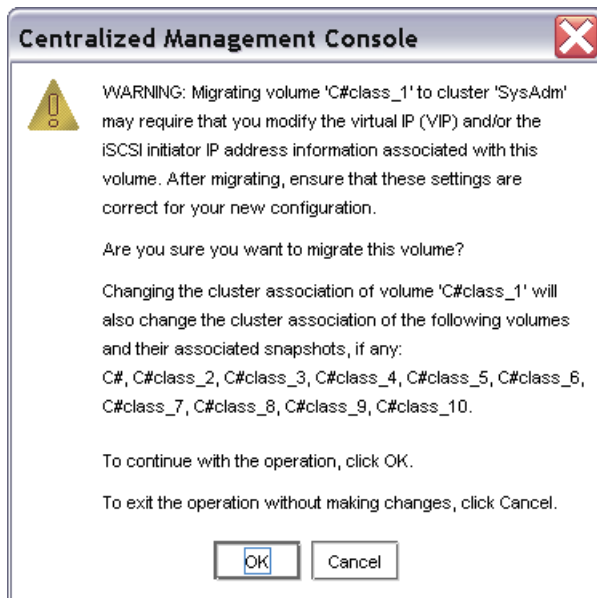 Centralized Management Console
WARNING: Migrating volume 'C#class_1' to cluster 'SysAdm'
may require that you modify the virtual IP (VIP) and/or the
iSCSI initiator IP address information associated with this
volume. After migrating, ensure that these settings are
correct for your new configuration.
Are you sure you want to migrate this volume?
Changing the cluster association of volume 'C#class_1' will
also change the cluster association of the following volumes
and their associated snapshots, if any:
C#, C#class_2, C#class_3, C#class_4, C#class_5, C#class_6,
C#class_7, C#class_8, C#class_9, C#class_10.
To continue with the operation, click OK.
To exit the operation without making changes, click Cancel.
OK Cancel